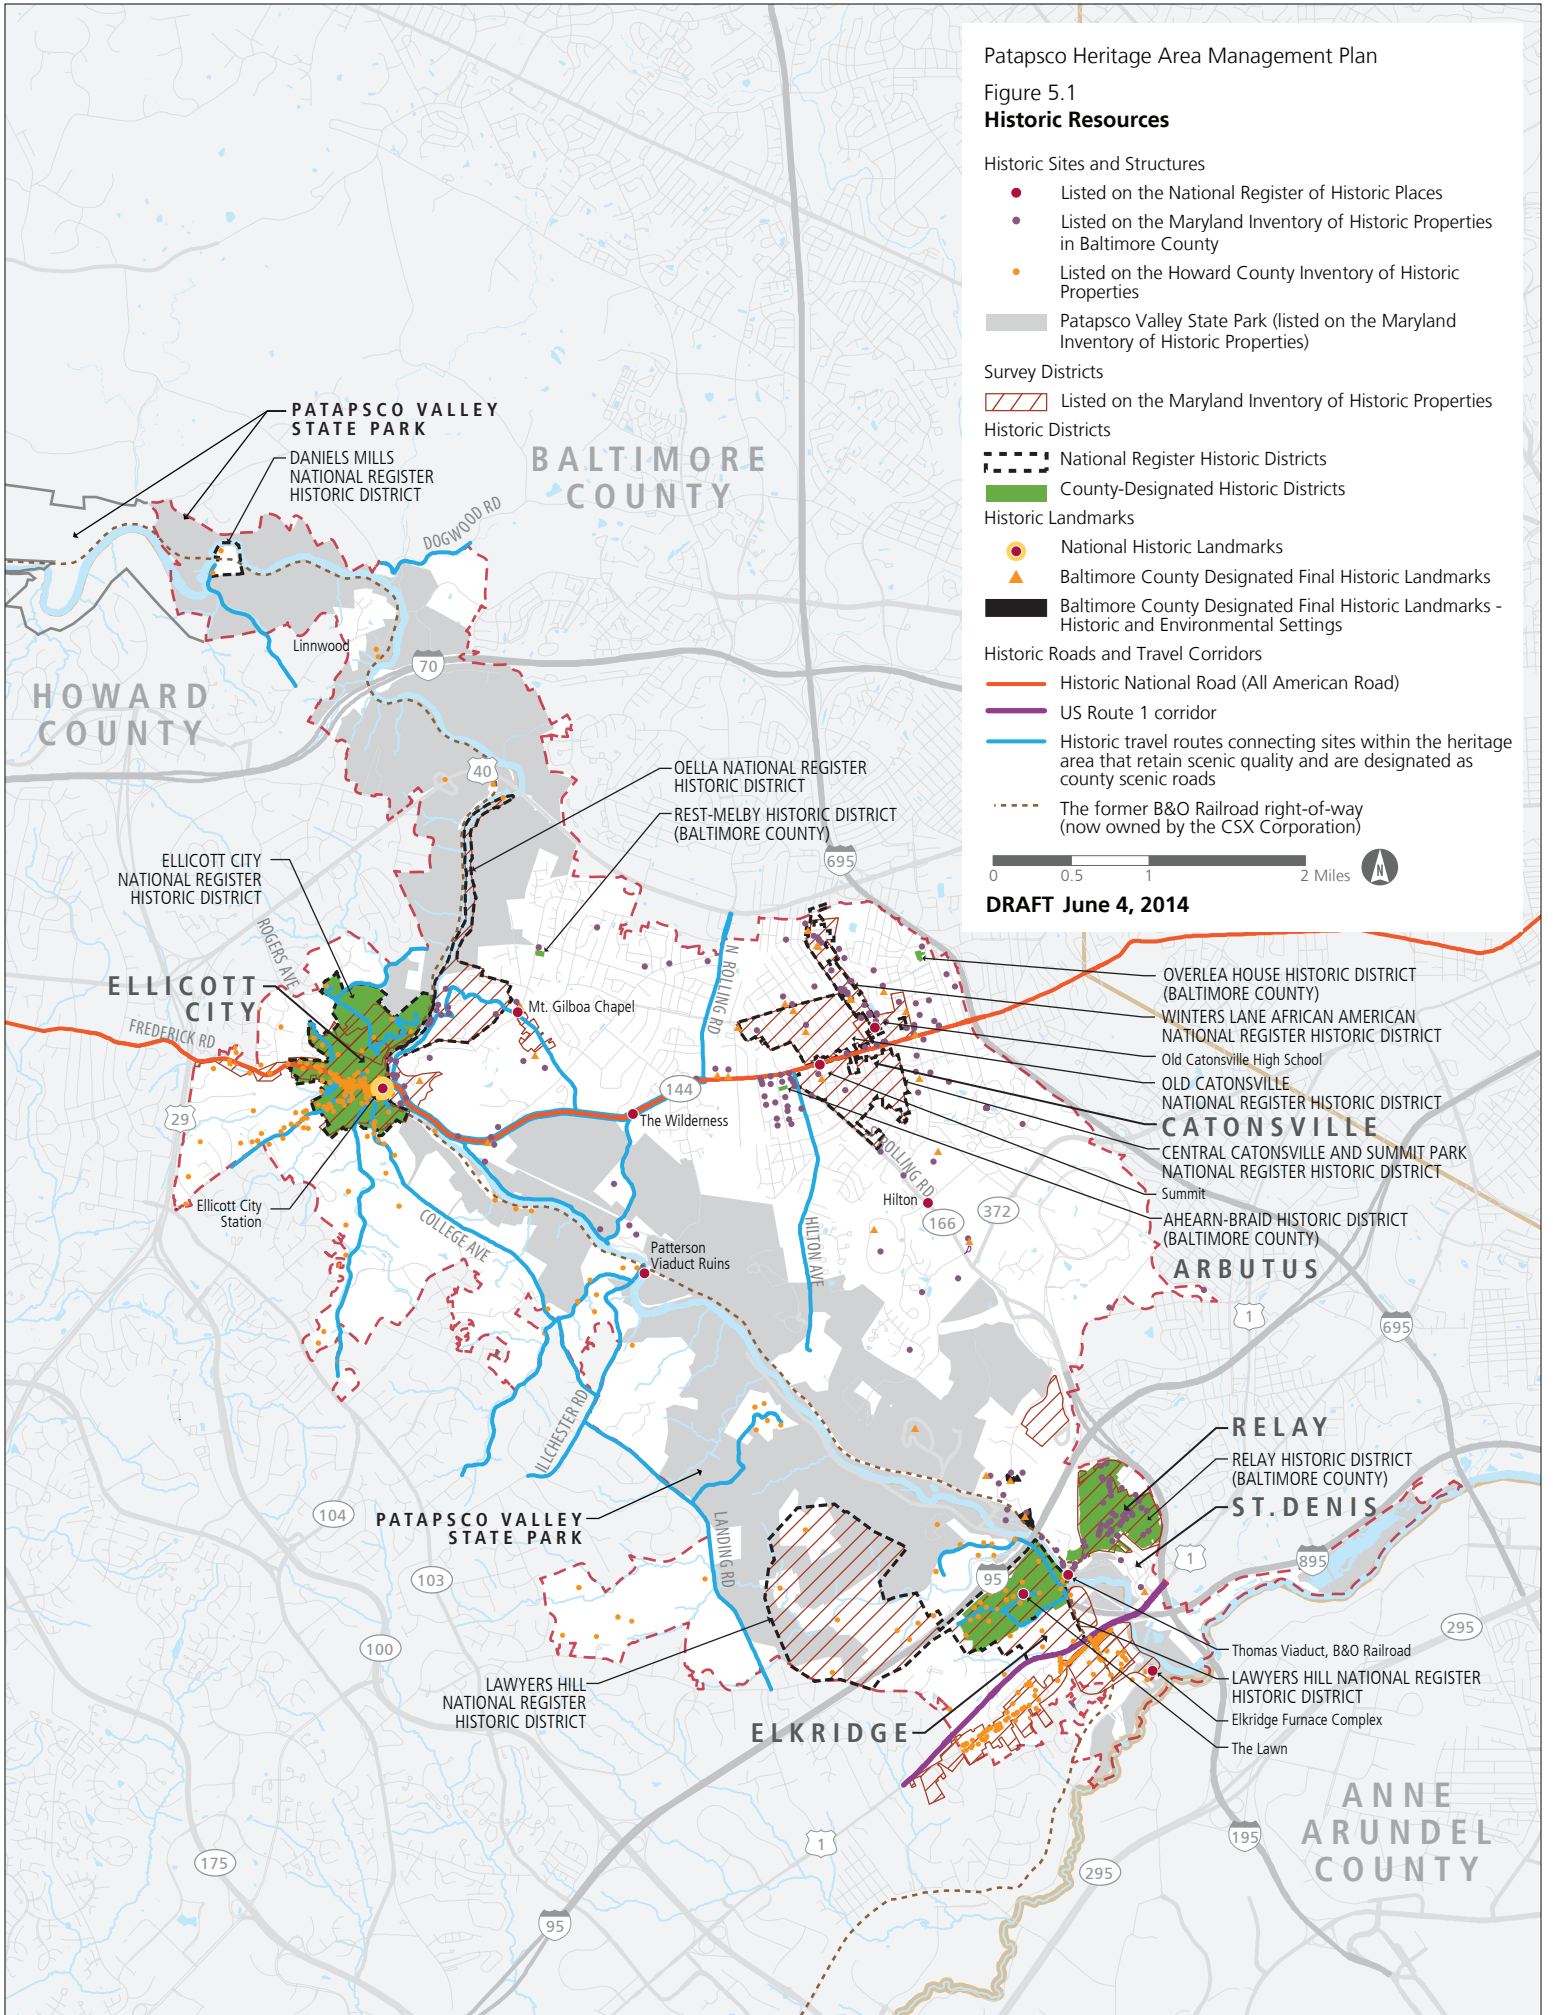 Patapsco Heritage Area Management Plan
Figure 5.1
Historic Resources
Historic Sites and Structures
Listed on the National Register of Historic Places
Listed on the Maryland Inventory of Historic Properties
in Baltimore County
Listed on the Howard County Inventory of Historic
Properties
Patapsco Valley State Park (listed on the Maryland
Inventory of Historic Properties)
Survey Districts
Listed on the Maryland Inventory of Historic Properties
Historic Districts
National Register Historic Districts
County-Designated Historic Districts
Historic Landmarks
National Historic Landmarks
Baltimore County Designated Final Historic Landmarks
Baltimore County Designated Final Historic Landmarks -
Historic and Environmental Settings
Historic Roads and Travel Corridors
Historic National Road (All American Road)
US Route 1 corridor
Historic travel routes connecting sites within the heritage
area that retain scenic quality and are designated as
county scenic roads
The former B&O Railroad right-of-way
(now owned by the CSX Corporation)
0 0.5 1 2 Miles
N
DRAFT June 4, 2014
PATAPSCO VALLEY
STATE PARK
DANIELS MILLS
NATIONAL REGISTER
HISTORIC DISTRICT
BALTIMORE
COUNTY
DOGWOOD RD
Linnwood
70
HOWARD
COUNTY
40
OELLA NATIONAL REGISTER
HISTORIC DISTRICT
REST-MELBY HISTORIC DISTRICT
(BALTIMORE COUNTY)
695
ELLICOTT CITY
NATIONAL REGISTER
HISTORIC DISTRICT
ROGERS AVE
ELLICOTT
CITY
FREDERICK RD
Mt. Gilboa Chapel
N. ROLLING RD
OVERLEA HOUSE HISTORIC DISTRICT
(BALTIMORE COUNTY)
WINTERS LANE AFRICAN AMERICAN
NATIONAL REGISTER HISTORIC DISTRICT
Old Catonsville High School
OLD CATONSVILLE
NATIONAL REGISTER HISTORIC DISTRICT
CATONSVILLE
CENTRAL CATONSVILLE AND SUMMIT PARK
NATIONAL REGISTER HISTORIC DISTRICT
Summit
AHEARN-BRAID HISTORIC DISTRICT
(BALTIMORE COUNTY)
144
29
The Wilderness
S ROLLING RD
Hilton
166
372
Ellicott City
Station
COLLEGE AVE
Patterson
Viaduct Ruins
HILTON AVE
ARBUTUS
1
695
ILLCHESTER RD
RELAY
RELAY HISTORIC DISTRICT
(BALTIMORE COUNTY)
ST.DENIS
104
PATAPSCO VALLEY
STATE PARK
LANDING RD
103
95
1
895
295
100
Thomas Viaduct, B&O Railroad
LAWYERS HILL NATIONAL REGISTER
HISTORIC DISTRICT
Elkridge Furnace Complex
The Lawn
LAWYERS HILL
NATIONAL REGISTER
HISTORIC DISTRICT
ELKRIDGE
ANNE
ARUNDEL
COUNTY
1
195
175
295
95